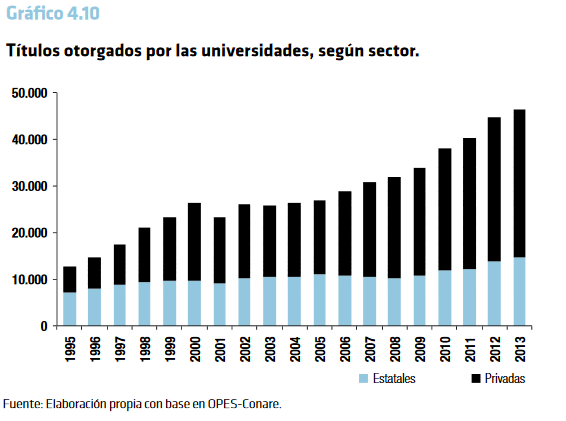 Gráfico 4.10
Títulos otorgados por las universidades, según sector.
50.000
40.000
30.000
20.000
10.000
0
1995 1996 1997 1998 1999 2000 2001 2002 2003 2004 2005 2006 2007 2008 2009 2010 2011 2012 2013
Estatales Privadas
Fuente: Elaboración propia con base en OPES-Conare.